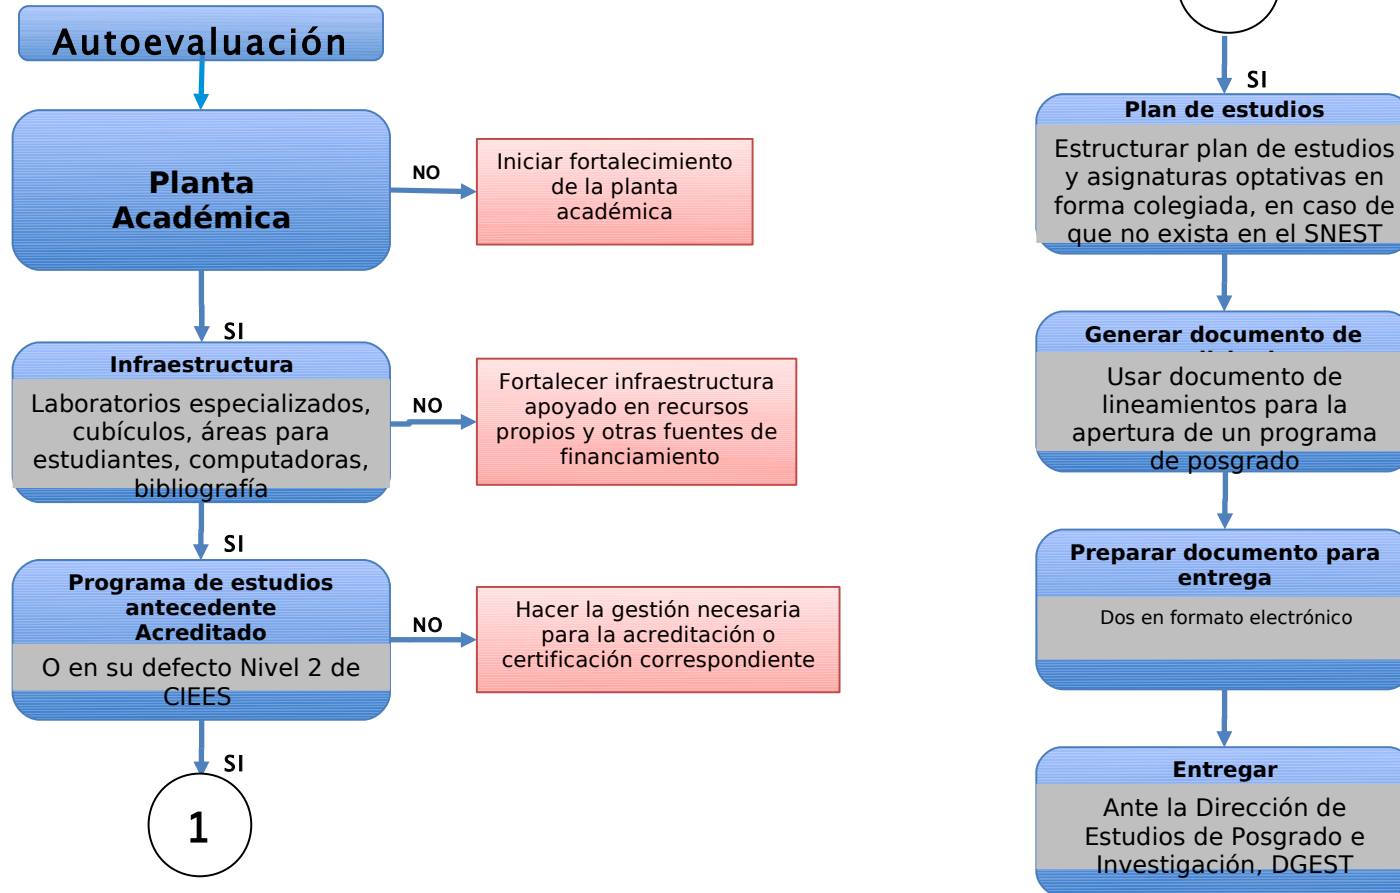 Autoevaluación
Planta
Académica
NO
Iniciar fortalecimiento
de la planta
académica
SI
Infraestructura
Laboratorios especializados,
cubículos, áreas para
estudiantes, computadoras,
bibliografía
NO
Fortalecer infraestructura
apoyado en recursos
propios y otras fuentes de
financiamiento
SI
Programa de estudios
antecedente
Acreditado
O en su defecto Nivel 2 de
CIEES
NO
Hacer la gestión necesaria
para la acreditación o
certificación correspondiente
SI
1
SI
Plan de estudios
Estructurar plan de estudios
y asignaturas optativas en
forma colegiada, en caso de
que no exista en el SNEST
Generar documento de
Usar documento de
lineamientos para la
apertura de un programa
de posgrado
Preparar documento para
entrega
Dos en formato electrónico
Entregar
Ante la Dirección de
Estudios de Posgrado e
Investigación, DGEST